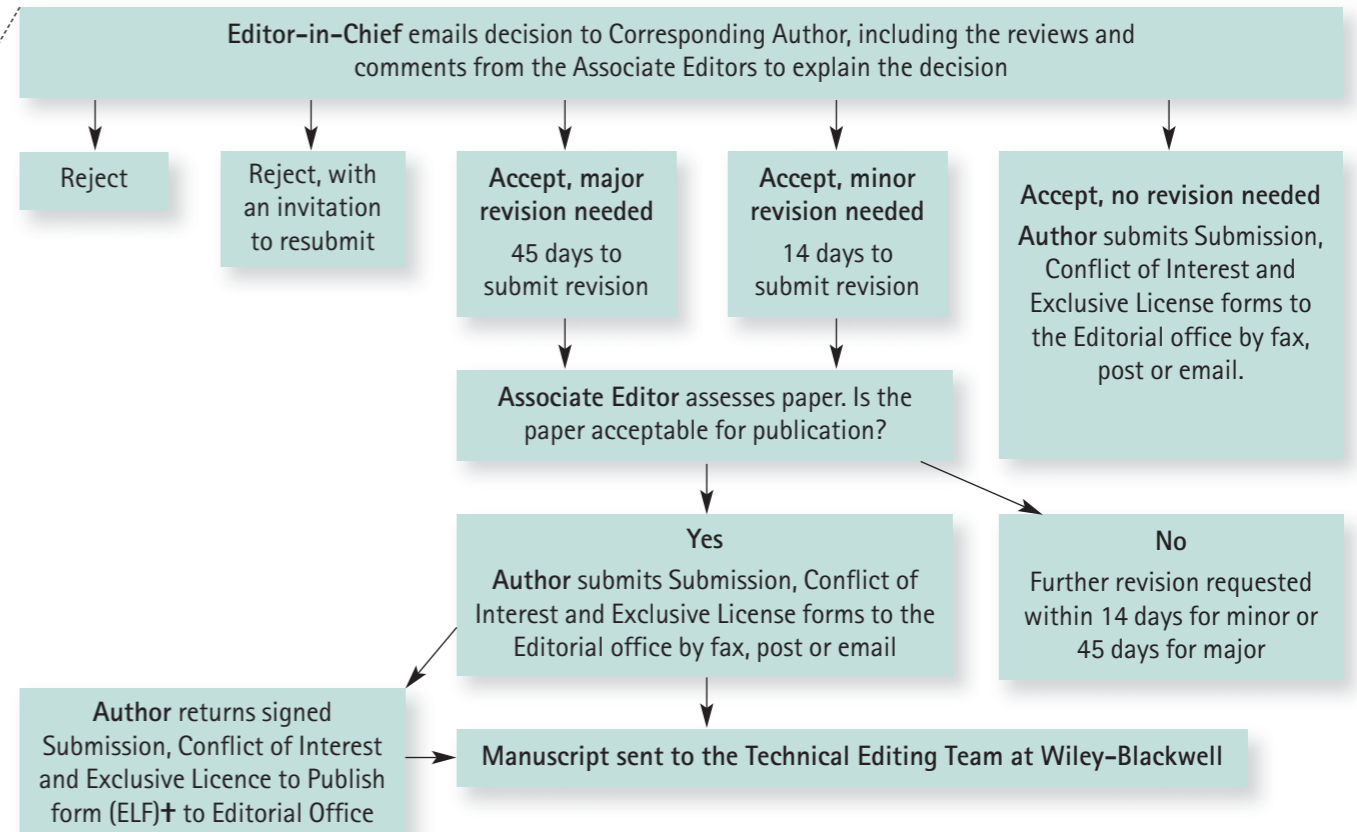 Editor-in-Chief emails decision to Corresponding Author, including the reviews and
comments from the Associate Editors to explain the decision
Reject
Reject, with
an invitation
to resubmit
Accept, major
revision needed
45 days to
submit revision
Accept, minor
revision needed
14 days to
submit revision
Accept, no revision needed
Author submits Submission,
Conflict of Interest and
Exclusive License forms to
the Editorial office by fax,
post or email.
Associate Editor assesses paper. Is the
paper acceptable for publication?
Yes
Author submits Submission, Conflict of
Interest and Exclusive License forms to the
Editorial office by fax, post or email
No
Further revision requested
within 14 days for minor or
45 days for major
Author returns signed
Submission, Conflict of Interest
and Exclusive Licence to Publish
form (ELF)✝ to Editorial Office
Manuscript sent to the Technical Editing Team at Wiley-Blackwell